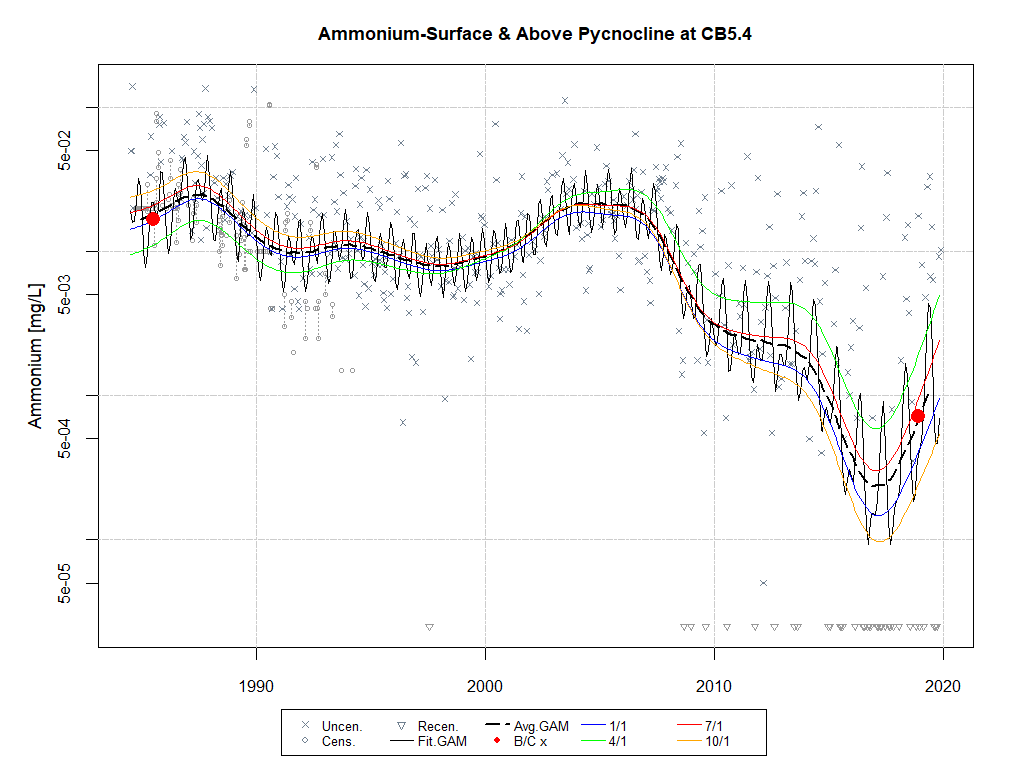 Ammonium-Surface & Above Pycnocline at CB5.4
Ammonium [mg/L]
5e-02
5e-03
5e-04
5e-05
1990 2000 2010 2020
Uncen. Recen. Avg.GAM 1/1 7/1
Cens. Fit.GAM B/C x 4/1 10/1